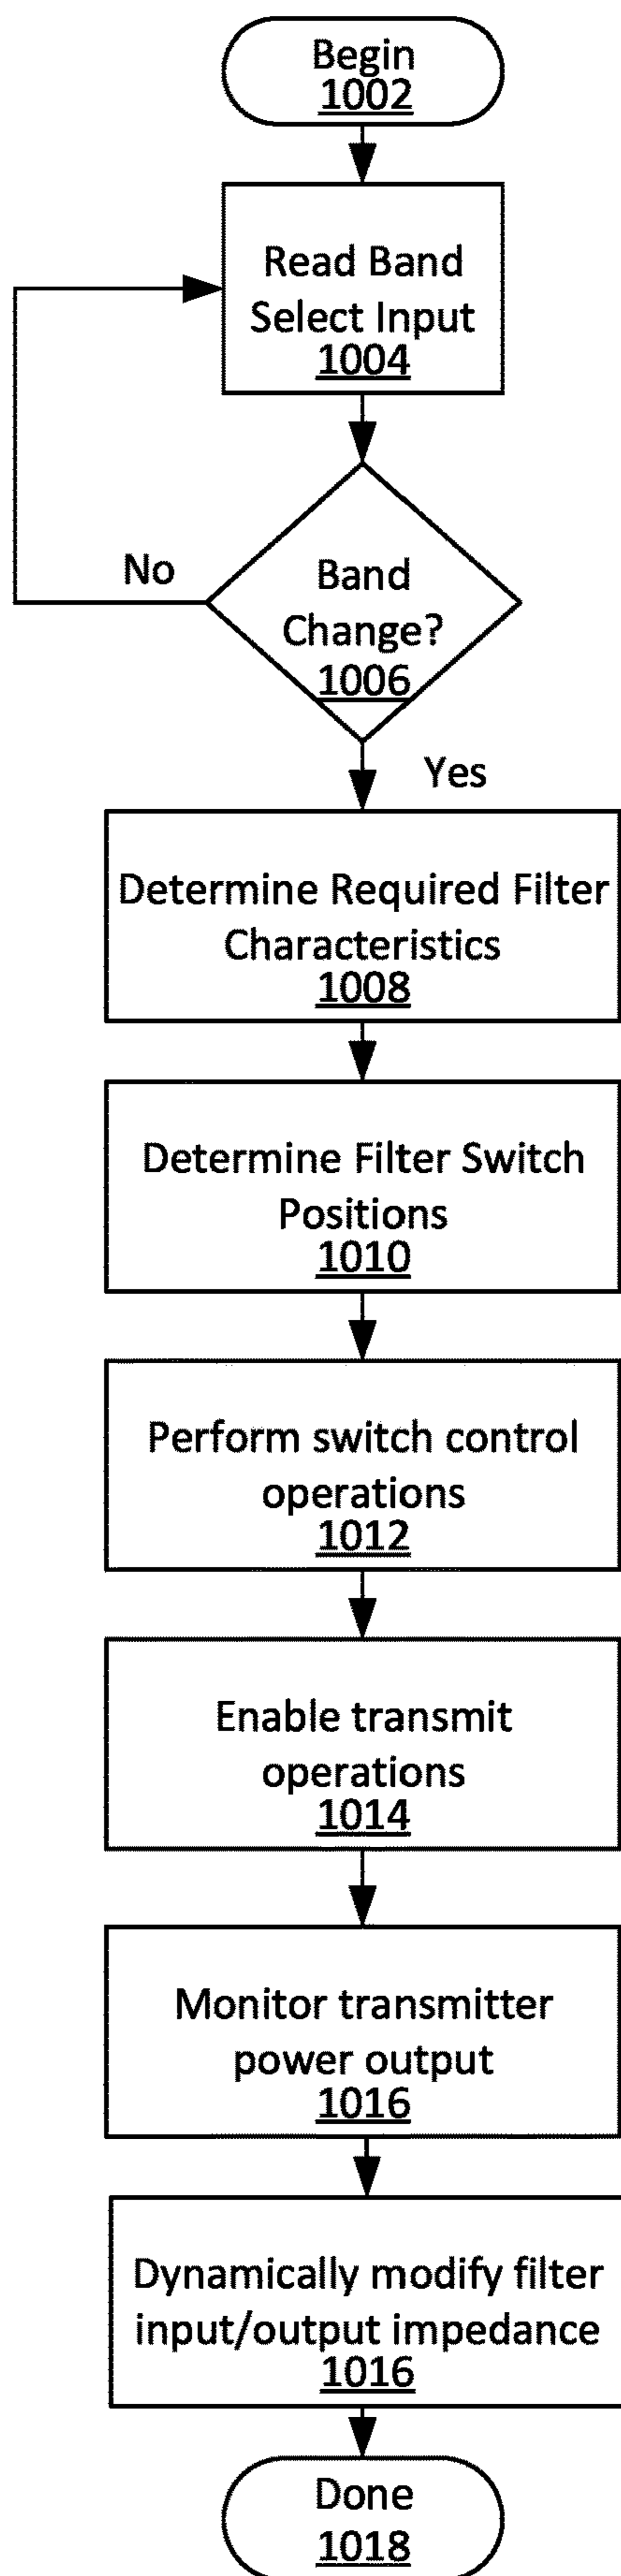 Begin
1002
Read Band
Select Input
1004
No
Band
Change?
1006
Yes
Determine Required Filter
Characteristics
1008
Determine Filter Switch
Positions
1010
Perform switch control
operations
1012
Enable transmit
operations
1014
Monitor transmitter
power output
1016
Dynamically modify filter
input/output impedance
1016
Done
1018